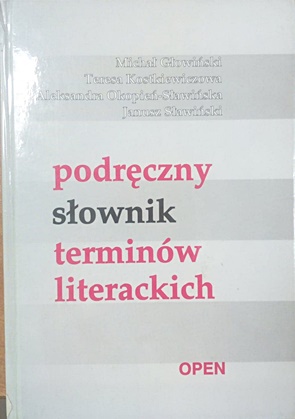 Michał Głowiński
Teresa Kostkiewiczowa
Aleksandra Okopień-Sławińska
Janusz Sławiński
podręczny
słownik
terminów
literackich
OPEN